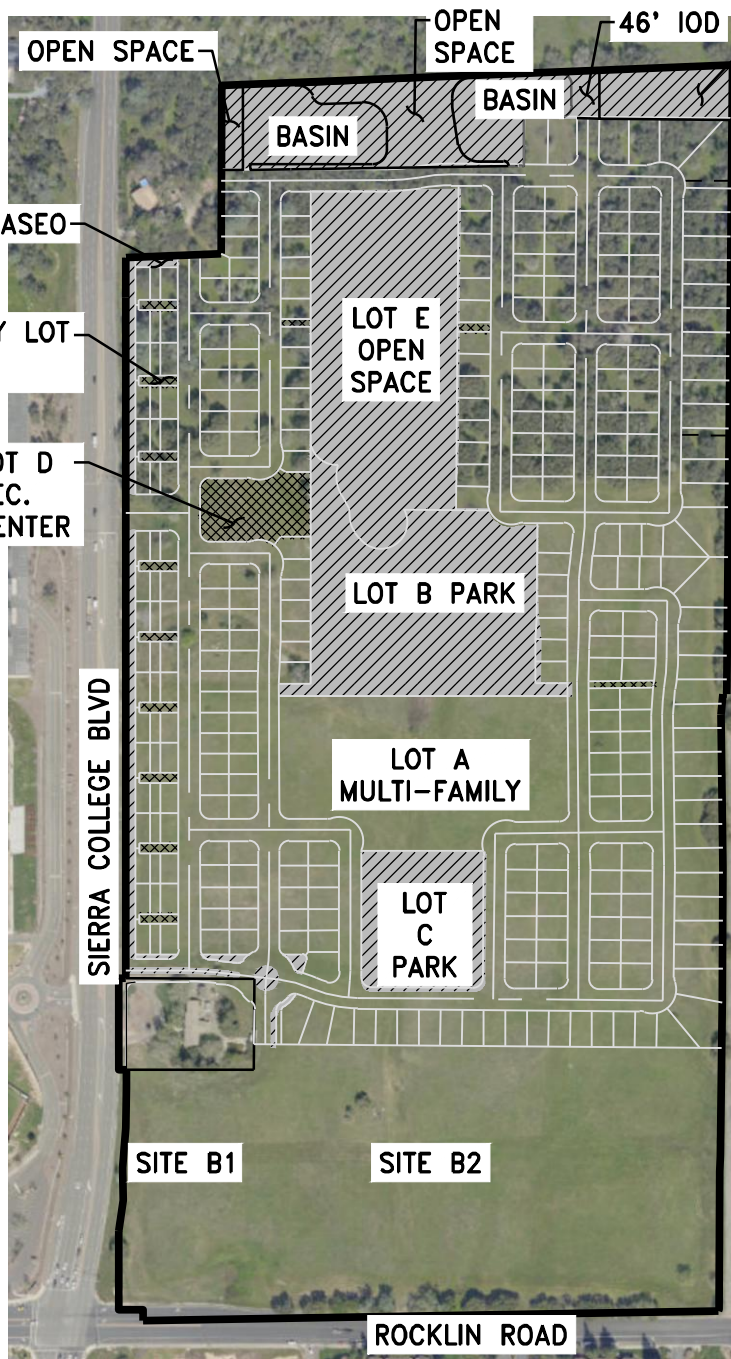 OPEN SPACE
OPEN
SPACE
46' IOD
BASIN
BASIN
ASEO
LOT E
OPEN
SPACE
Y LOT
OT D
EC.
ENTER
LOT B PARK
LOT A
MULTI-FAMILY
SIERRA COLLEGE BLVD
LOT
C
PARK
SITE B1
SITE B2
ROCKLIN ROAD